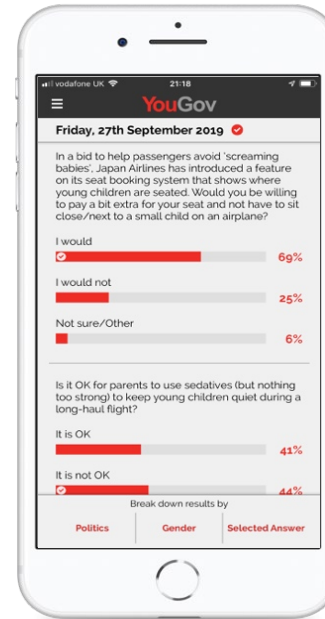 vodafone UK
21:18
YouGov
Friday, 27th September 2019
In a bid to help passengers avoid 'screaming
babies', Japan Airlines has introduced a feature
on its seat booking system that shows where
young children are seated. Would you be willing
to pay a bit extra for your seat and not have to sit
close/next to a small child on an airplane?
I would
69%
I would not
25%
Not sure/Other
6%
Is it OK for parents to use sedatives (but nothing
too strong) to keep young children quiet during a
long-haul flight?
It is OK
41%
It is not OK
44%
Break down results by
Politics
Gender
Selected Answer